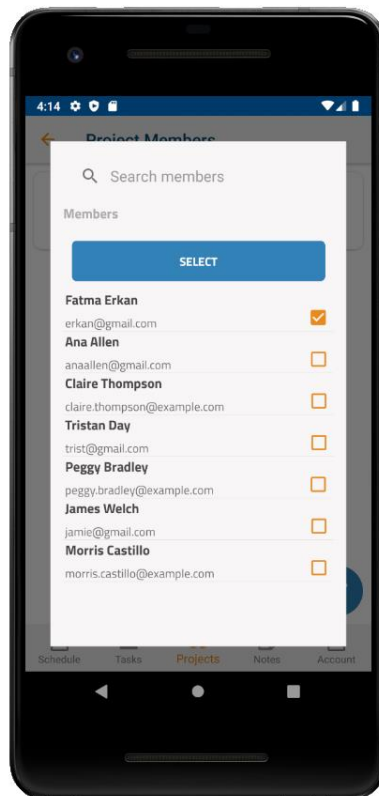 4:14
Project Members
Search members
Members
SELECT
Fatma Erkan
erkan@gmail.com
Ana Allen
anaallen@gmail.com
Claire Thompson
claire.thompson@example.com
Tristan Day
trist@gmail.com
Peggy Bradley
peggy.bradley@example.com
James Welch
jamie@gmail.com
Morris Castillo
morris.castillo@example.com
Schedule Tasks Projects Notes Account